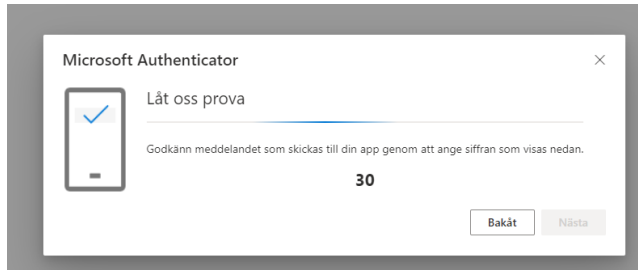 Microsoft Authenticator
Låt oss prova
Godkänn meddelandet som skickas till din app genom att ange siffran som visas nedan.
30
Bakåt
Nästa